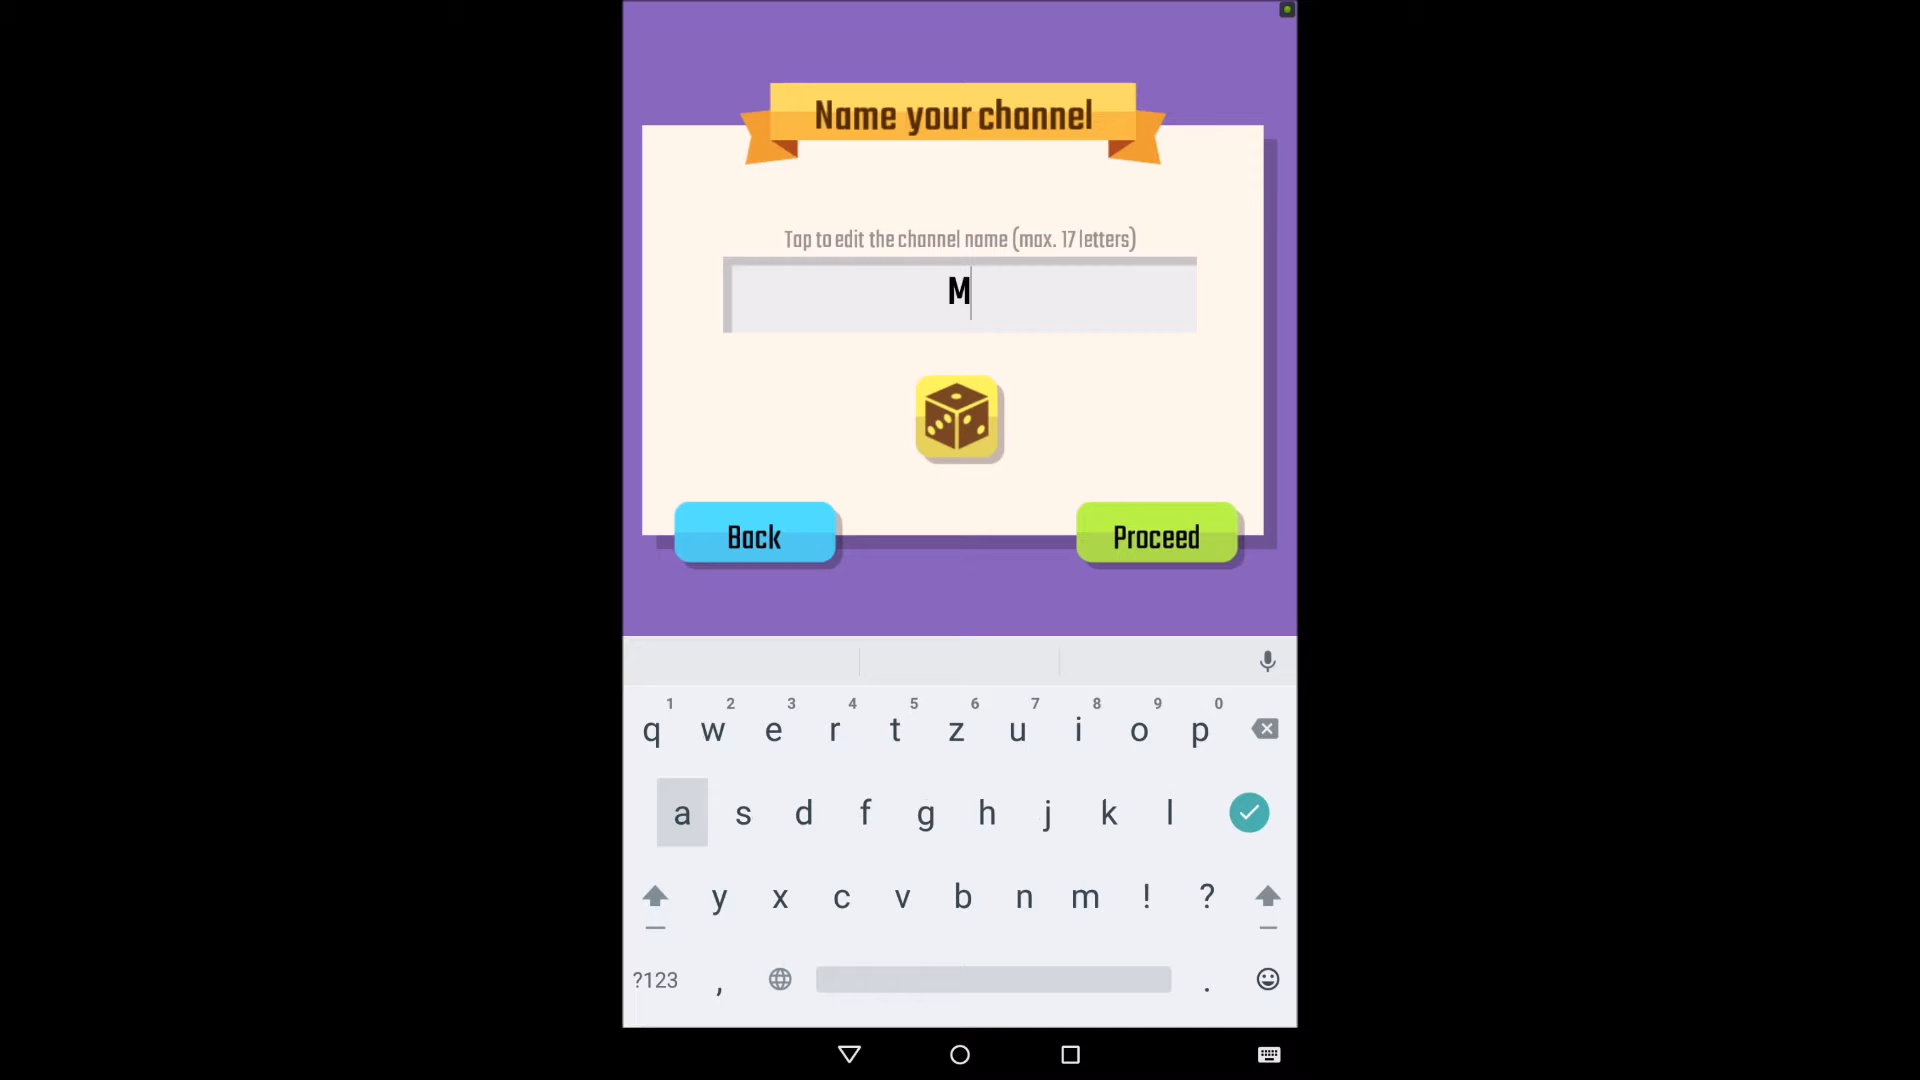 Name your channel
Tap to edit the channel name (max. 17 letters)
M
Back
Proceed
1 2 3 4 5 6 7 8 9 0
q w e r t z u i o p
a s d f g h j k l
y x c v b n m ! ?
?123 , .